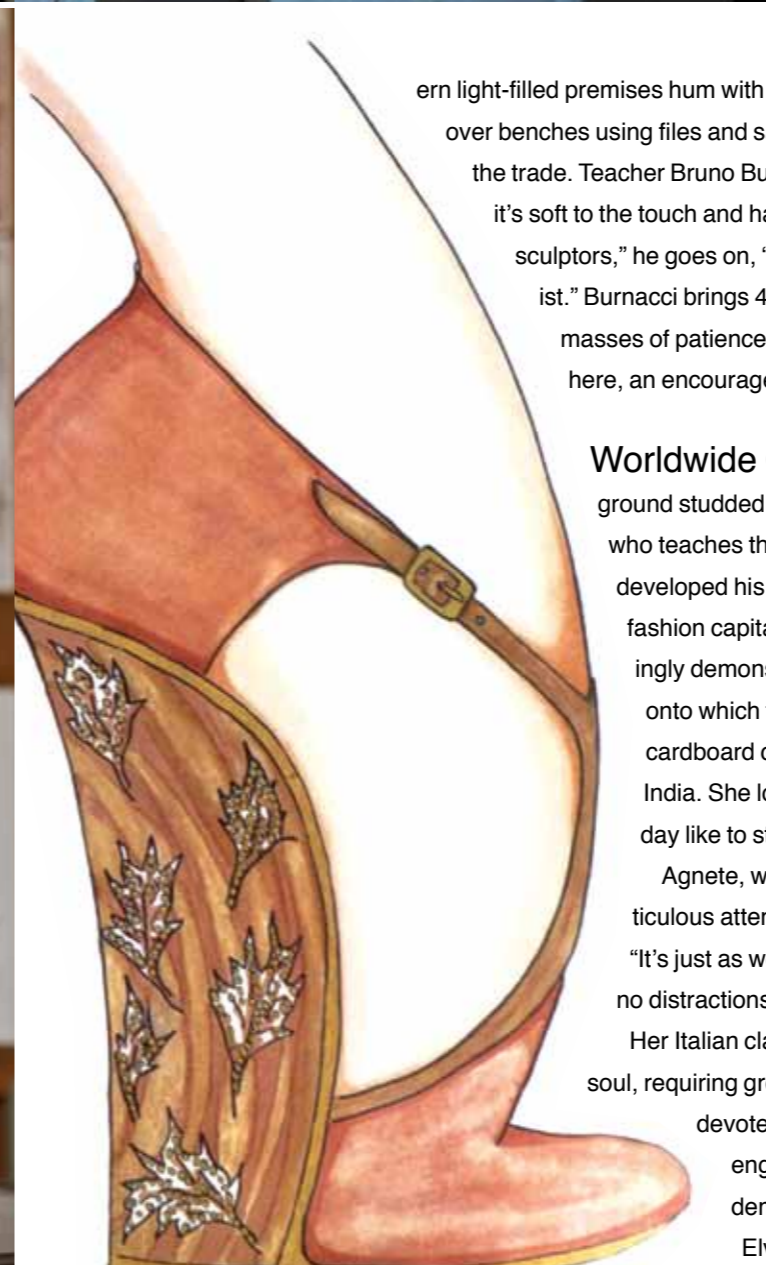 ern light-filled premises hum with
over benches using files and s
the trade. Teacher Bruno Bu
it’s soft to the touch and ha
sculptors,” he goes on, “
ist.” Burnacci brings 4
masses of patience
here, an encourage
Worldwide
ground studded
who teaches th
developed his
fashion capita
ingly demons
onto which
cardboard o
India. She lo
day like to st
Agnete, w
ticulous atter
“It’s just as w
no distractions
Her Italian cla
soul, requiring gre
devote
eng
den
Elv